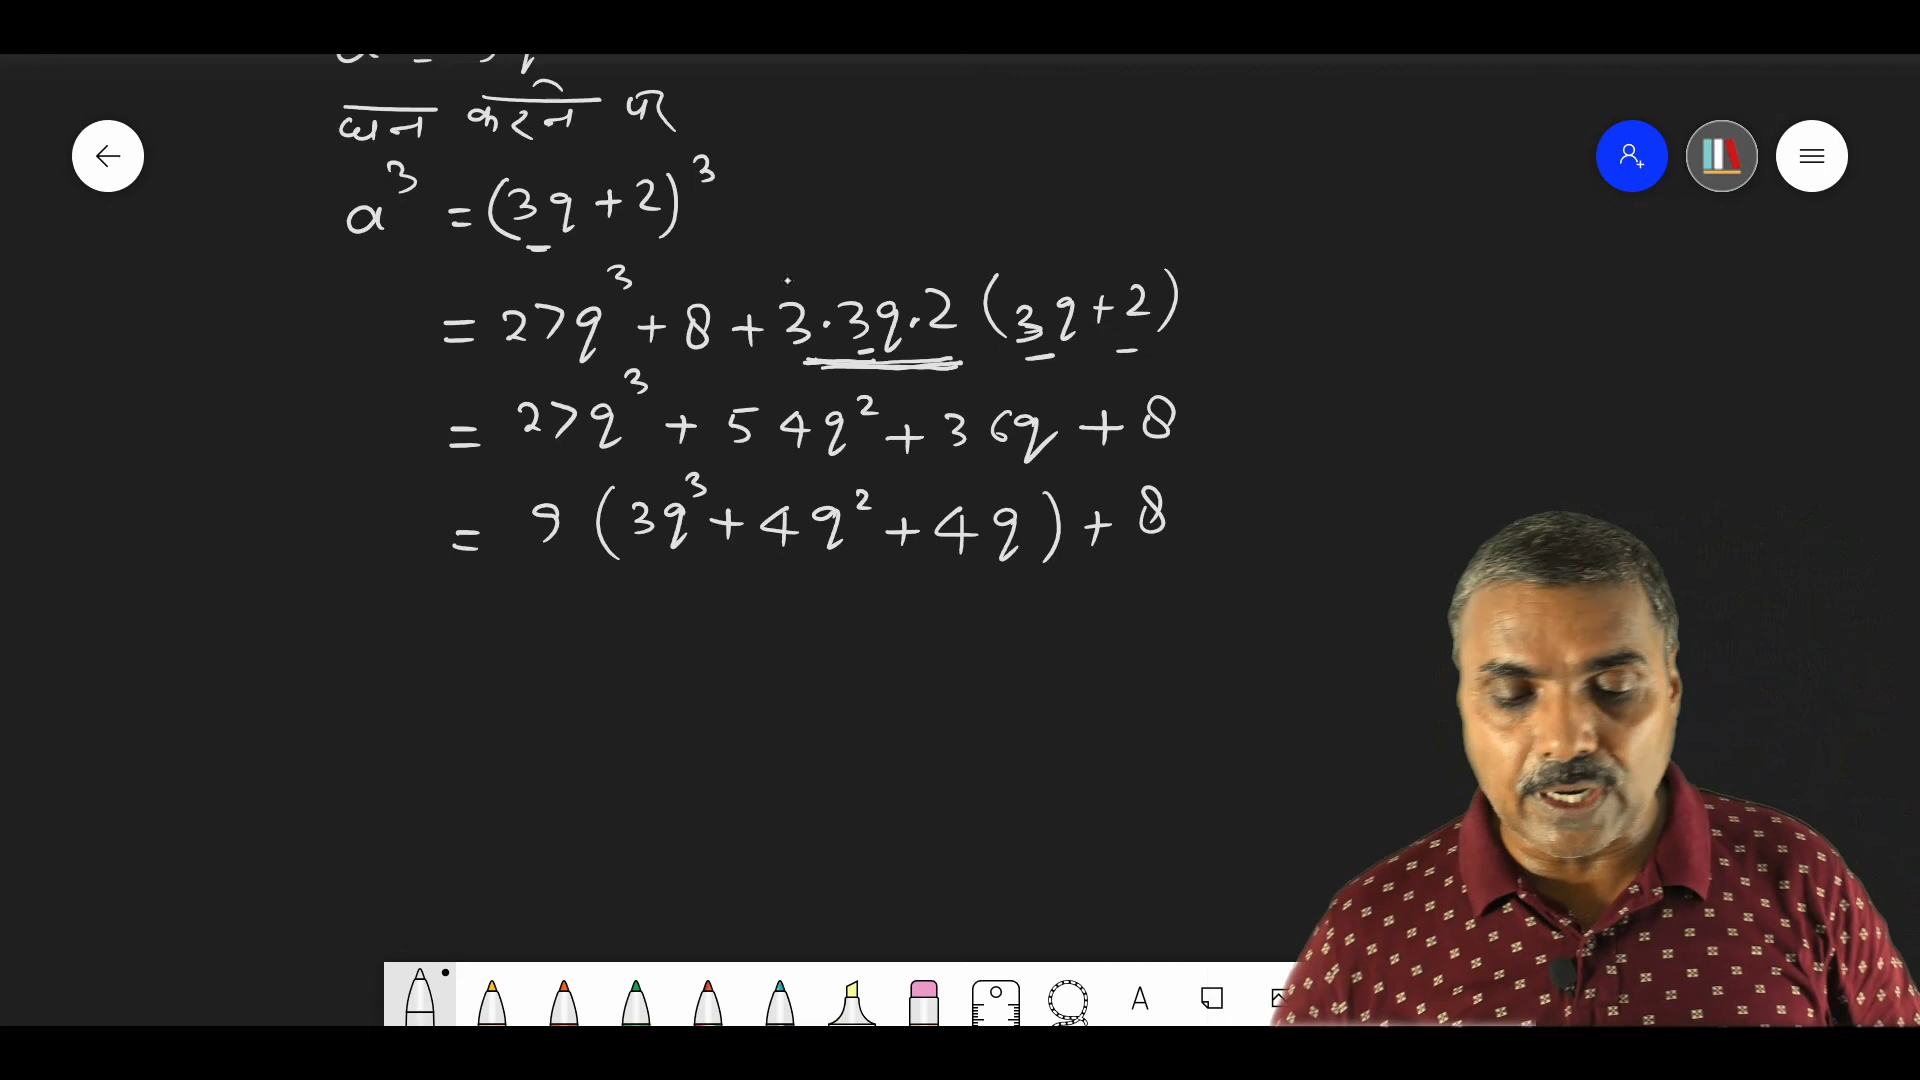 घन करने पर
a³ = (3q+2)³
= 27q³ + 8 + 3·3q·2 (3q+2)
= 27q³ + 54q² + 36q + 8
= 9 (3q³ + 4q² + 4q) + 8
A